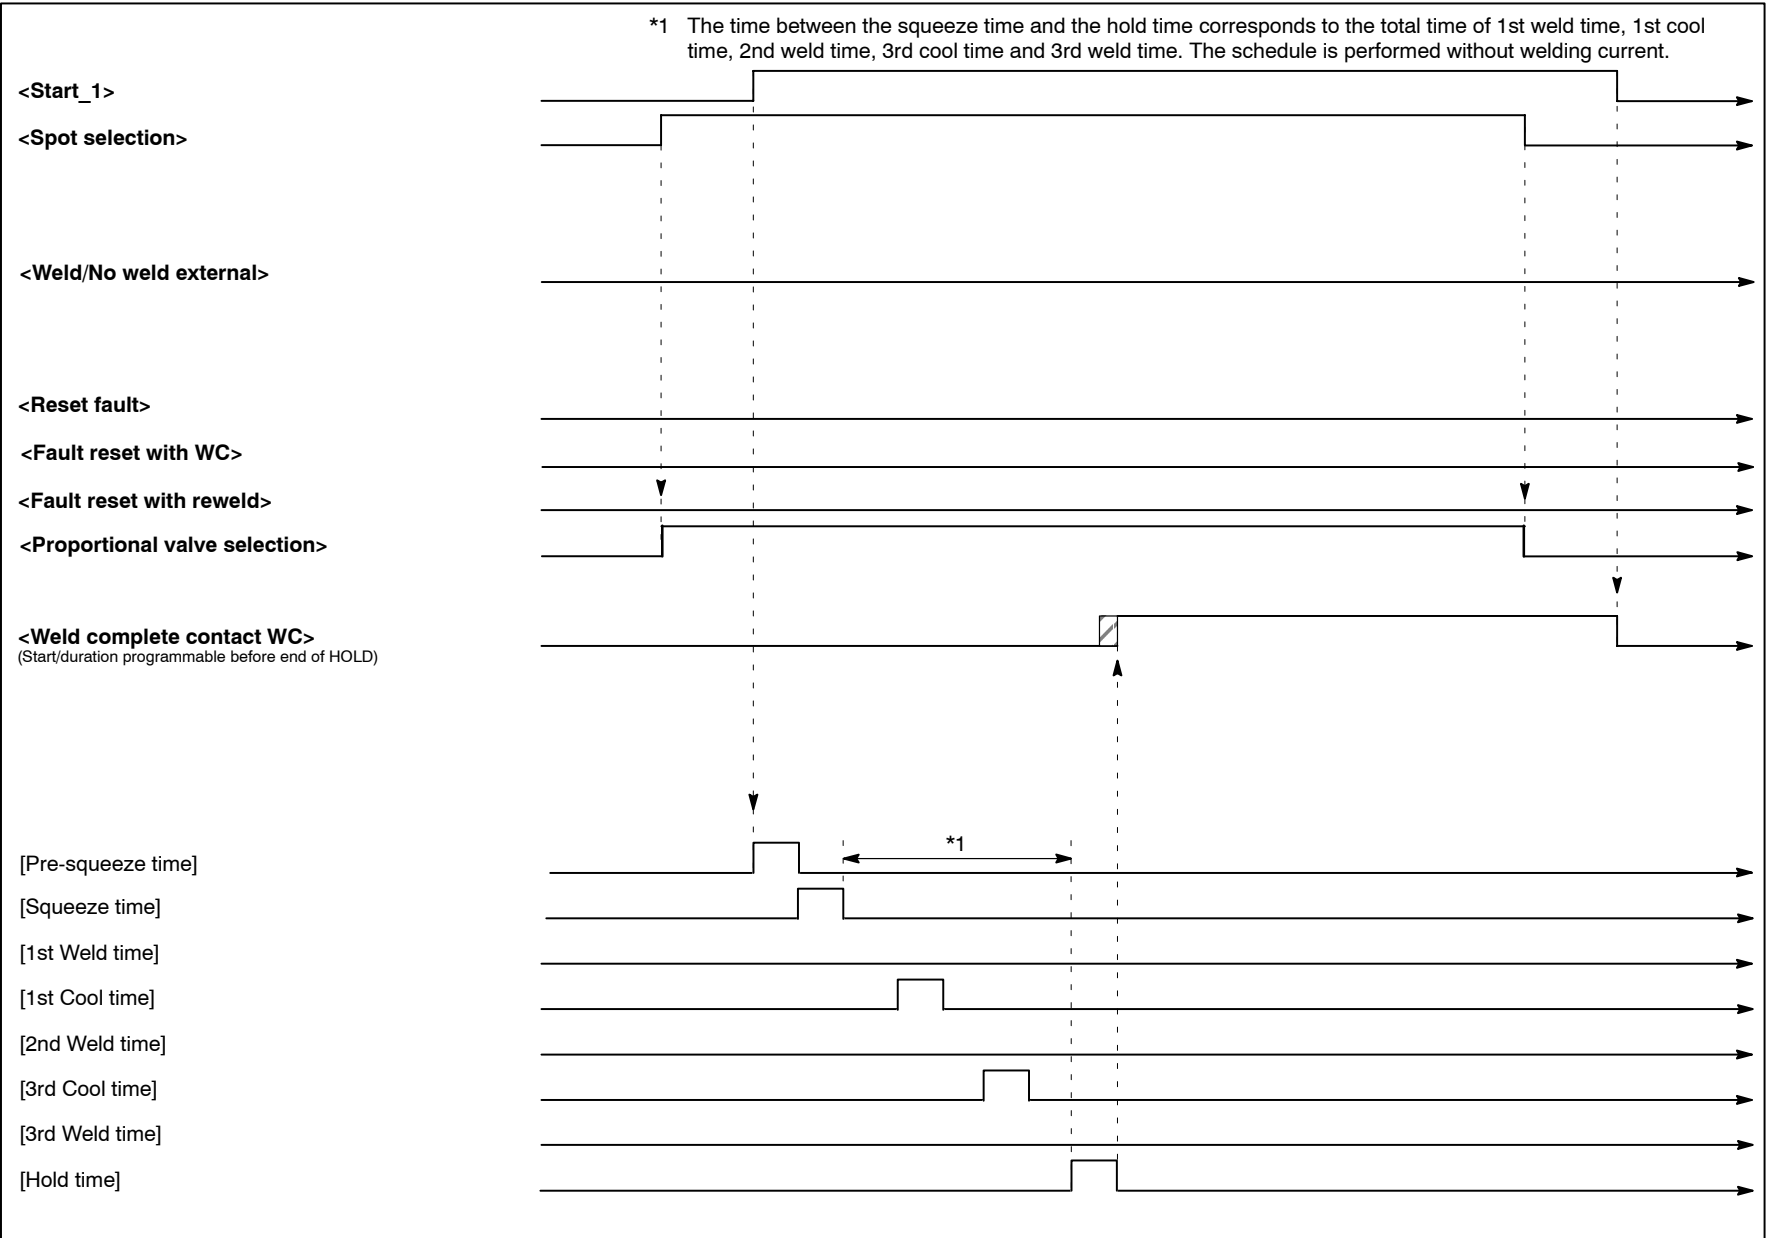 *1 The time between the squeeze time and the hold time corresponds to the total time of 1st weld time, 1st cool
time, 2nd weld time, 3rd cool time and 3rd weld time. The schedule is performed without welding current.
<Start_1>
<Spot selection>
<Weld/No weld external>
<Reset fault>
<Fault reset with WC>
<Fault reset with reweld>
<Proportional valve selection>
<Weld complete contact WC>
(Start/duration programmable before end of HOLD)
*1
[Pre-squeeze time]
[Squeeze time]
[1st Weld time]
[1st Cool time]
[2nd Weld time]
[3rd Cool time]
[3rd Weld time]
[Hold time]